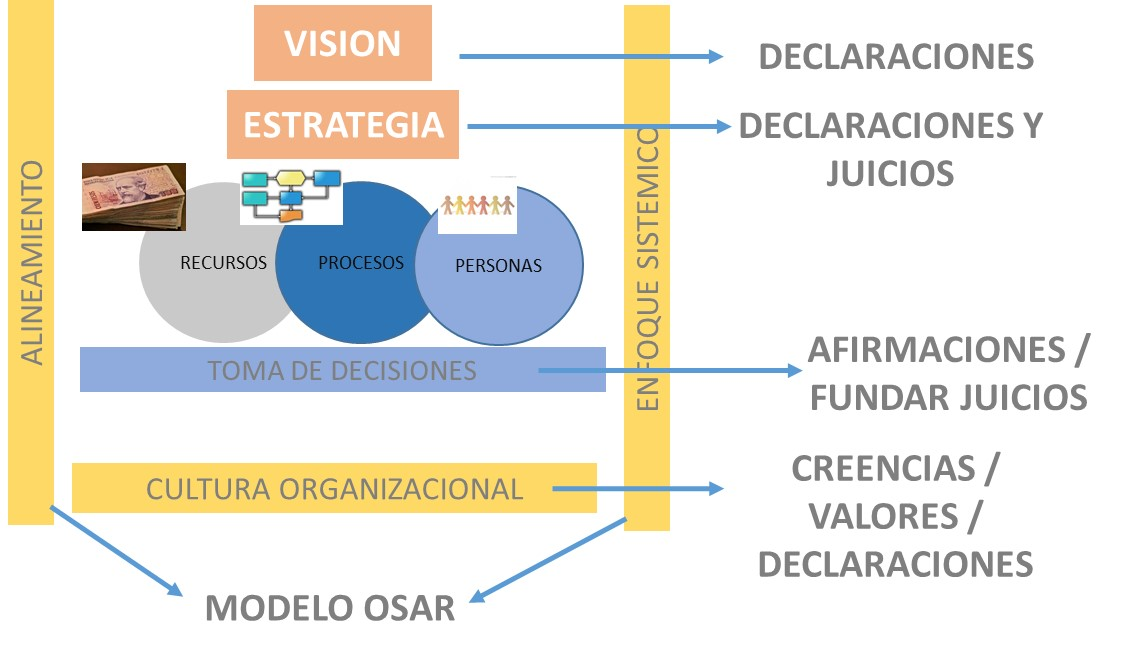 VISION
DECLARACIONES
ESTRATEGIA
DECLARACIONES Y
JUICIOS
ALINEAMIENTO
ENFOQUE SISTEMICO
RECURSOS
PROCESOS
PERSONAS
TOMA DE DECISIONES
AFIRMACIONES /
FUNDAR JUICIOS
CULTURA ORGANIZACIONAL
CREENCIAS /
VALORES /
DECLARACIONES
MODELO OSAR